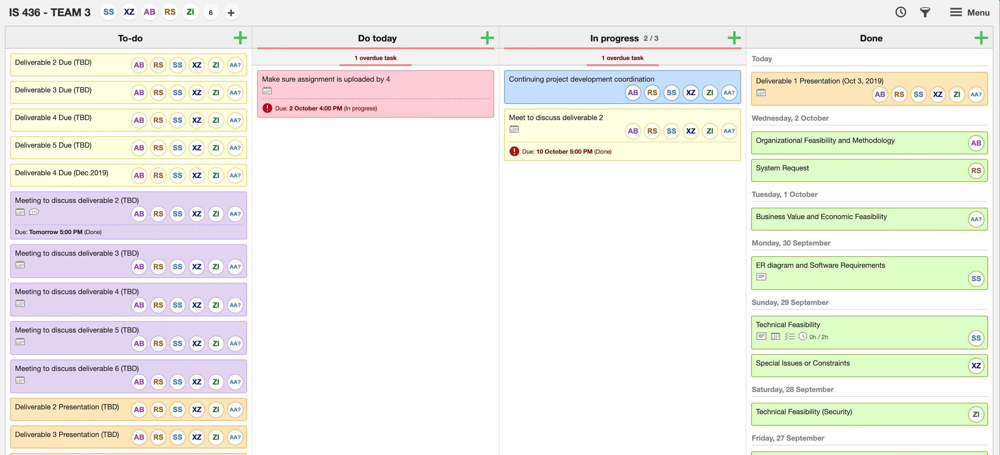 IS 436 - TEAM 3 SS XZ AB RS ZI 6 + Menu
To-do
Deliverable 2 Due (TBD) AB RS SS XZ ZI AA?
Deliverable 3 Due (TBD) AB RS SS XZ ZI AA?
Deliverable 4 Due (TBD) AB RS SS XZ ZI AA?
Deliverable 5 Due (TBD) AB RS SS XZ ZI AA?
Deliverable 4 Due (Dec 2019) AB RS SS XZ ZI AA?
Meeting to discuss deliverable 2 (TBD)
AB RS SS XZ ZI AA?
Due: Tomorrow 5:00 PM (Done)
Meeting to discuss deliverable 3 (TBD)
AB RS SS XZ ZI AA?
Meeting to discuss deliverable 4 (TBD)
AB RS SS XZ ZI AA?
Meeting to discuss deliverable 5 (TBD)
AB RS SS XZ ZI AA?
Meeting to discuss deliverable 6 (TBD)
AB RS SS XZ ZI AA?
Deliverable 2 Presentation (TBD) AB RS SS XZ ZI AA?
Deliverable 3 Presentation (TBD) AB RS SS XZ ZI AA?
Do today
1 overdue task
Make sure assignment is uploaded by 4
Due: 2 October 4:00 PM (In progress)
In progress 2 / 3
1 overdue task
Continuing project development coordination
AB RS SS XZ ZI AA?
Meet to discuss deliverable 2
AB RS SS XZ ZI AA?
Due: 10 October 5:00 PM (Done)
Done
Today
Deliverable 1 Presentation (Oct 3, 2019)
AB RS SS XZ ZI AA?
Wednesday, 2 October
Organizational Feasibility and Methodology AB
System Request RS
Tuesday, 1 October
Business Value and Economic Feasibility AA?
Monday, 30 September
ER diagram and Software Requirements
SS
Sunday, 29 September
Technical Feasibility
0h / 2h SS
Special Issues or Constraints XZ
Saturday, 28 September
Technical Feasibility (Security) ZI
Friday, 27 September